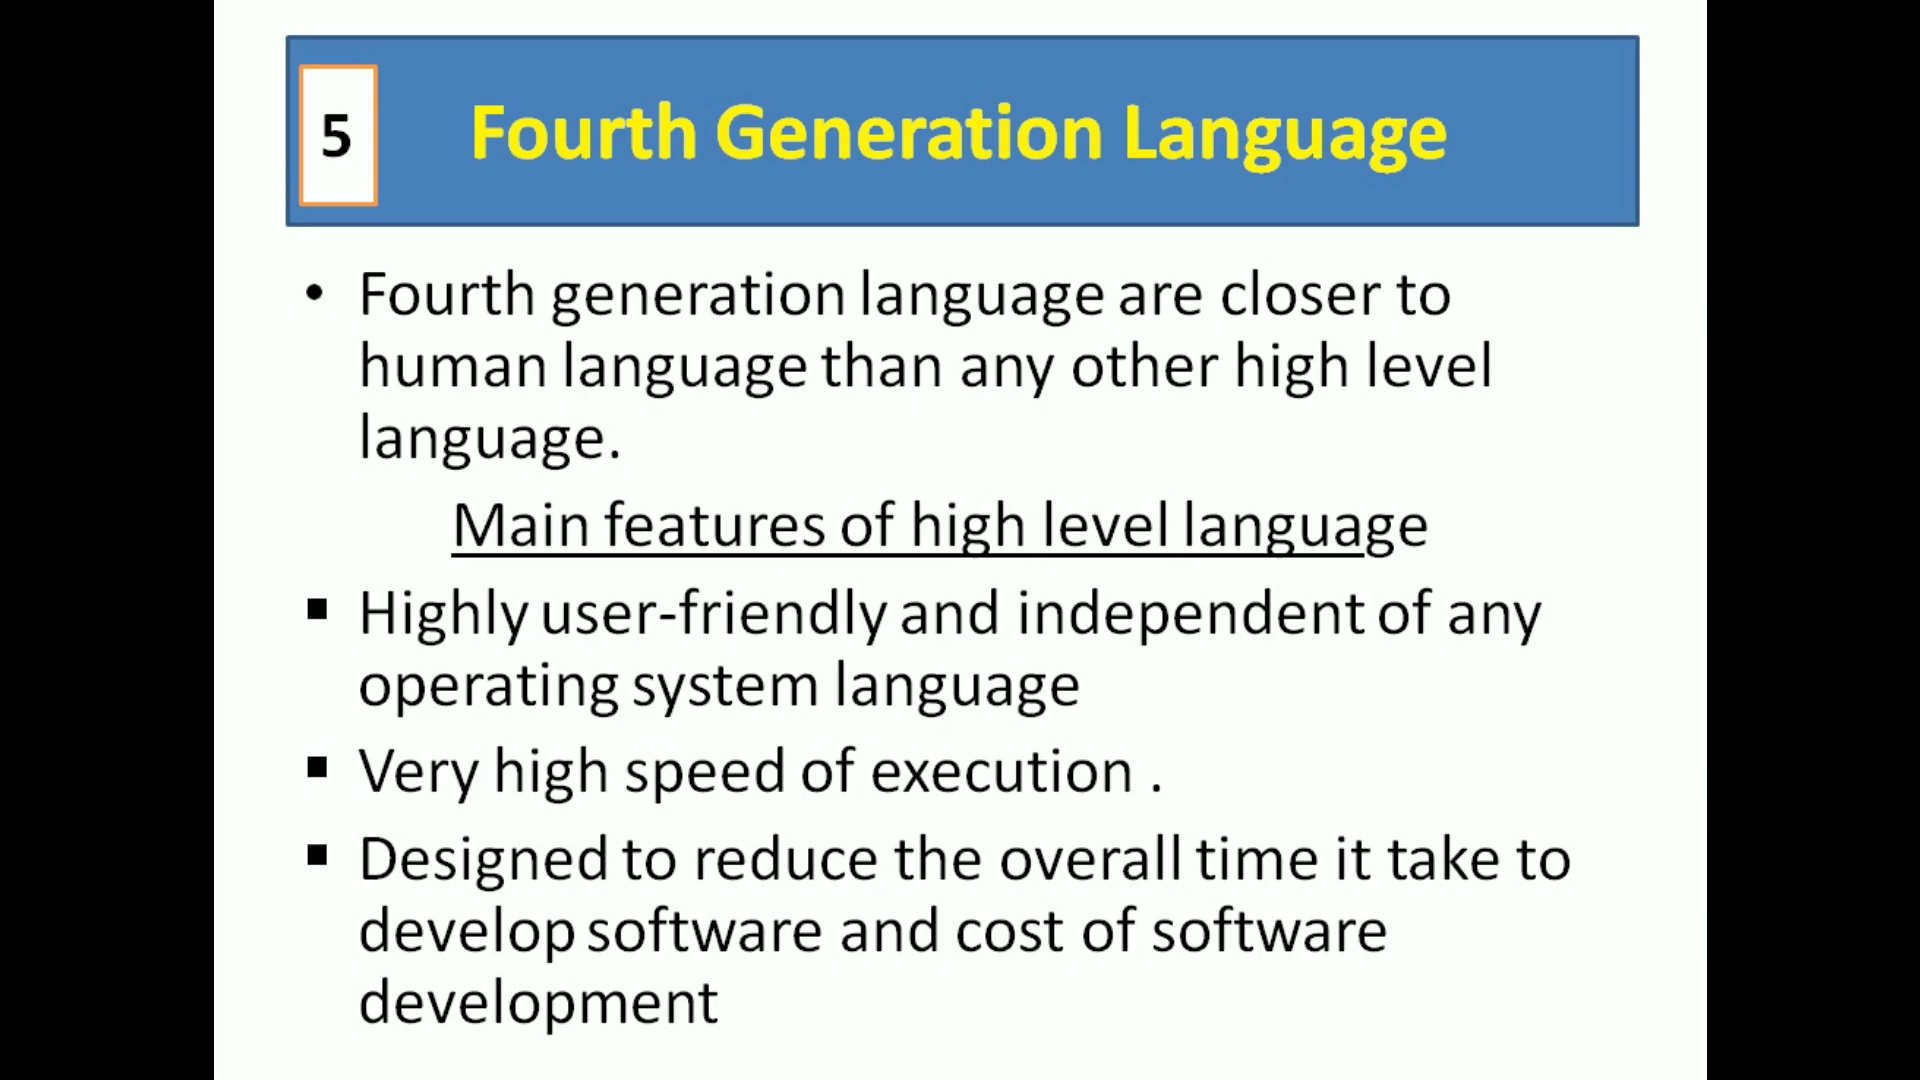 5
Fourth Generation Language
• Fourth generation language are closer to
human language than any other high level
language.
Main features of high level language
▪ Highly user-friendly and independent of any
operating system language
▪ Very high speed of execution .
▪ Designed to reduce the overall time it take to
develop software and cost of software
development